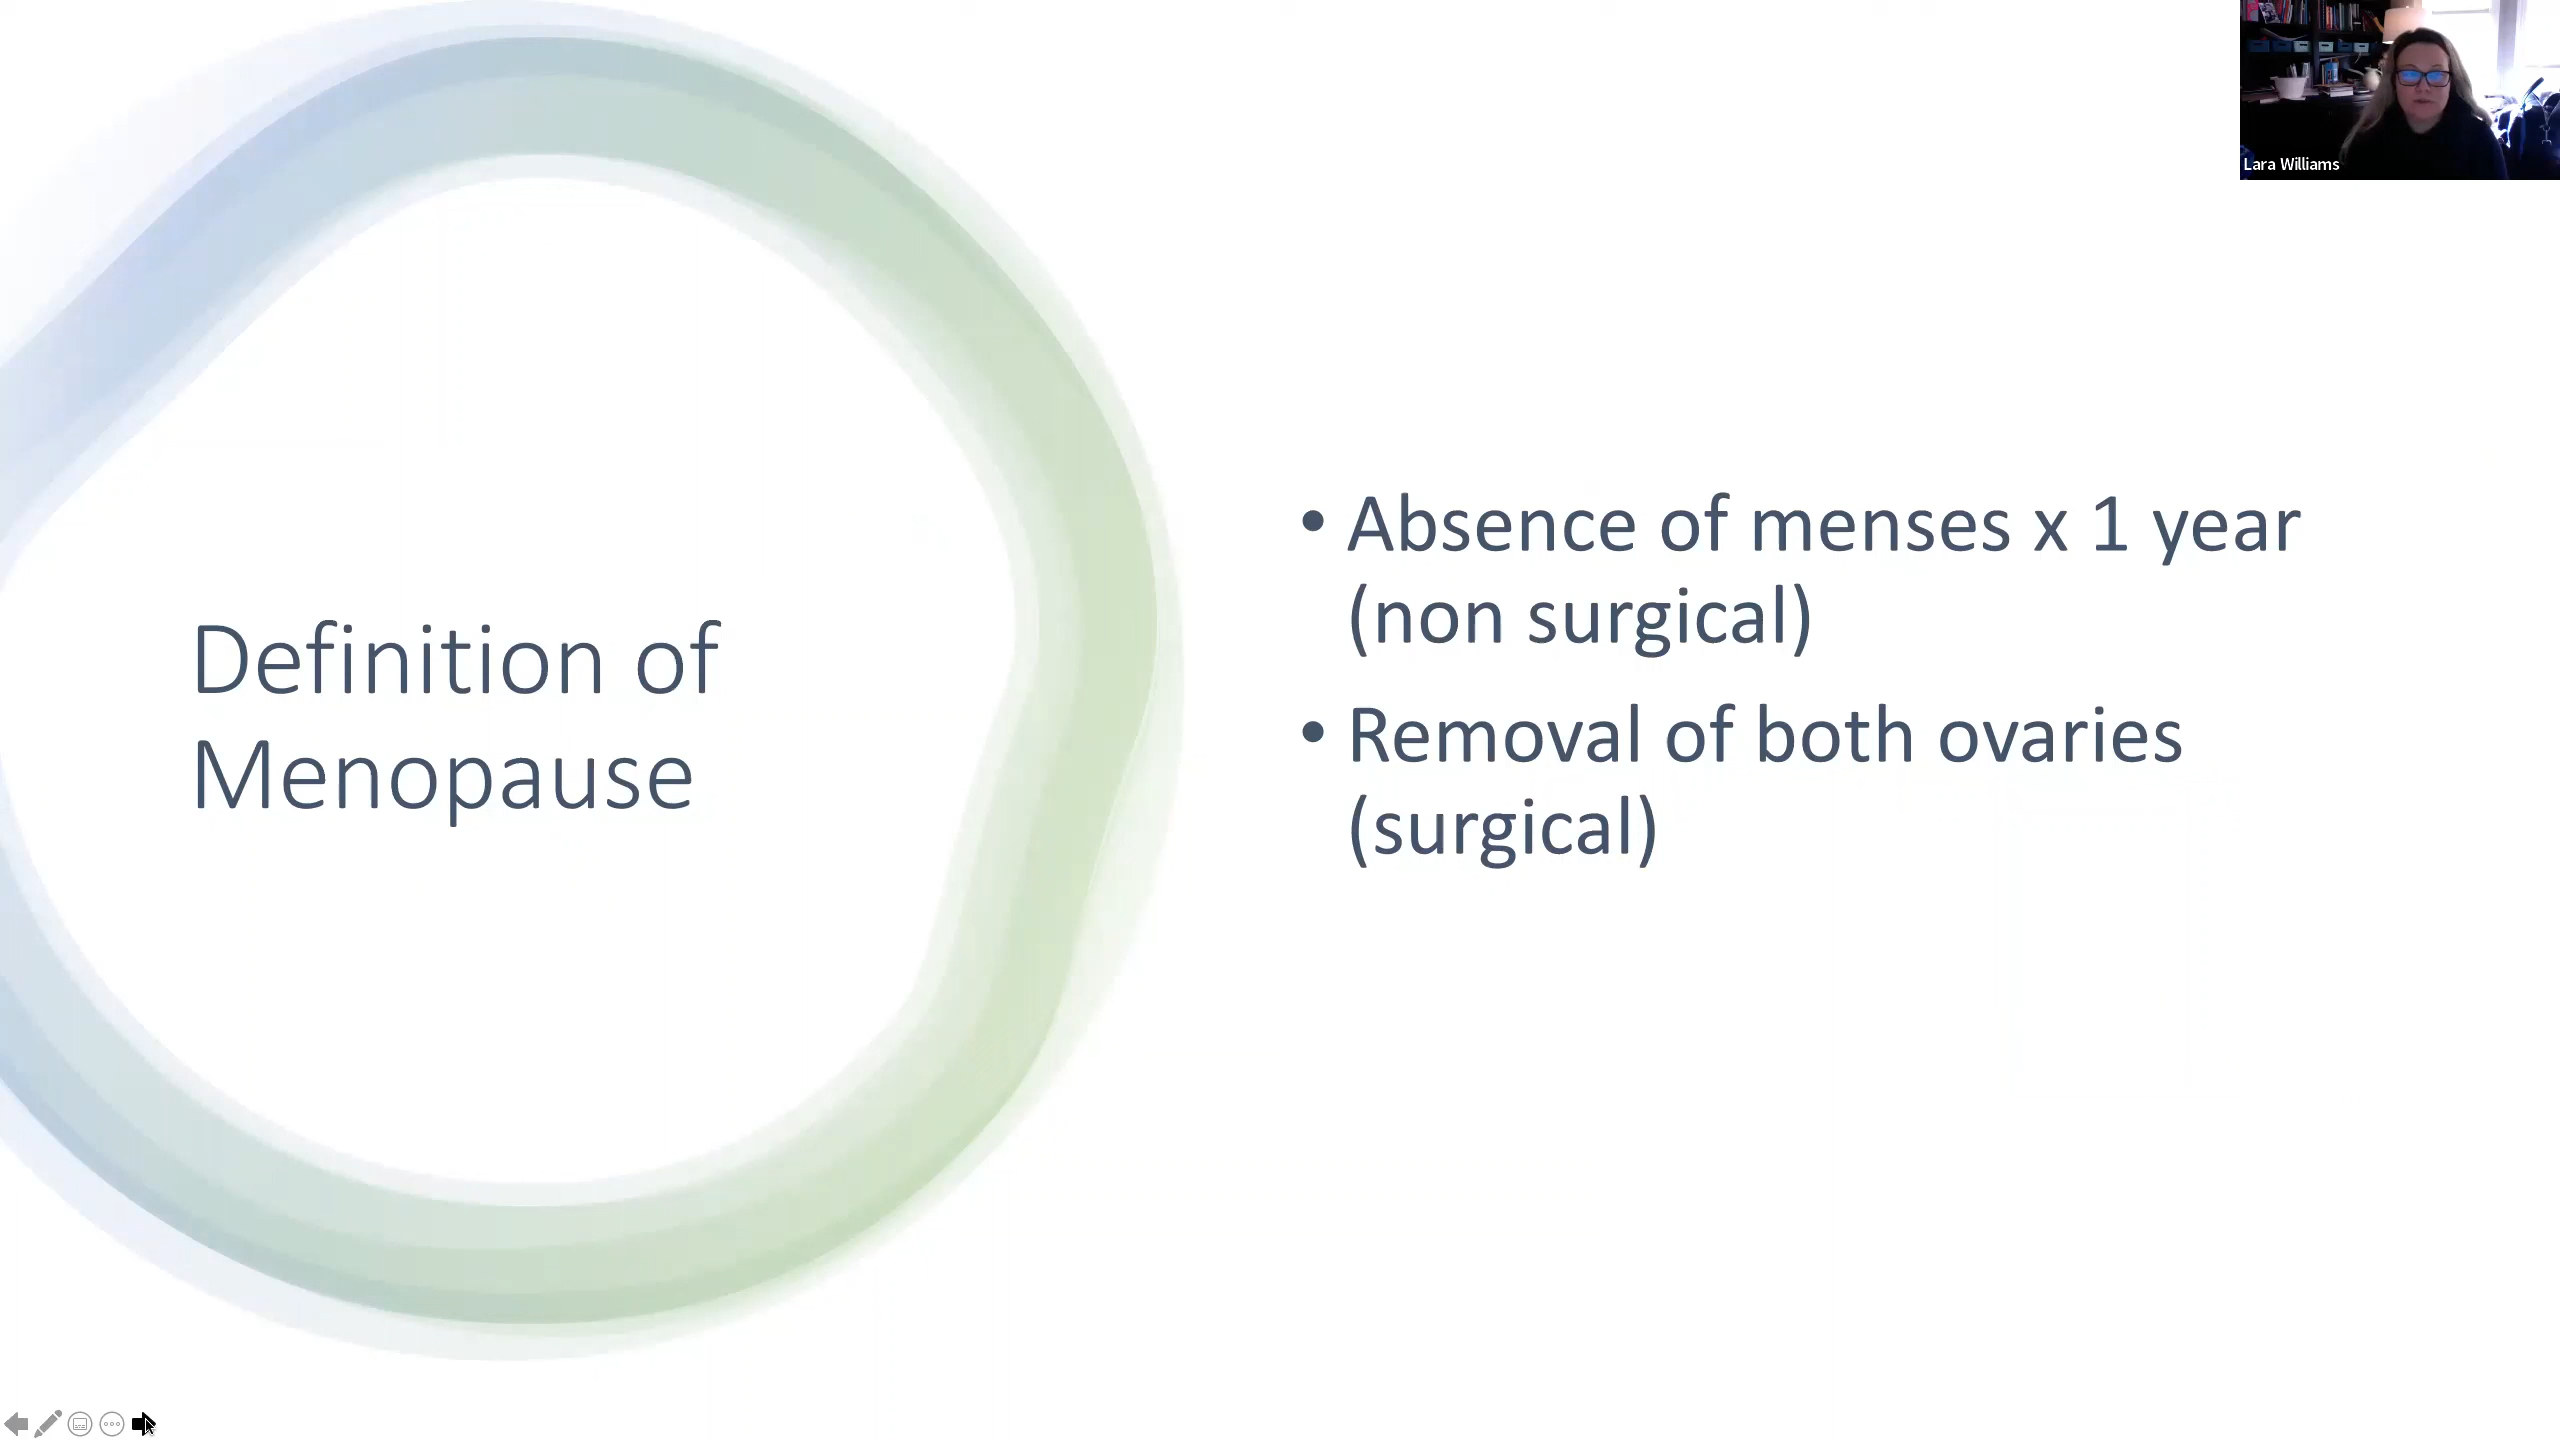 Lara Williams
Definition of
Menopause
• Absence of menses x 1 year
(non surgical)
• Removal of both ovaries
(surgical)